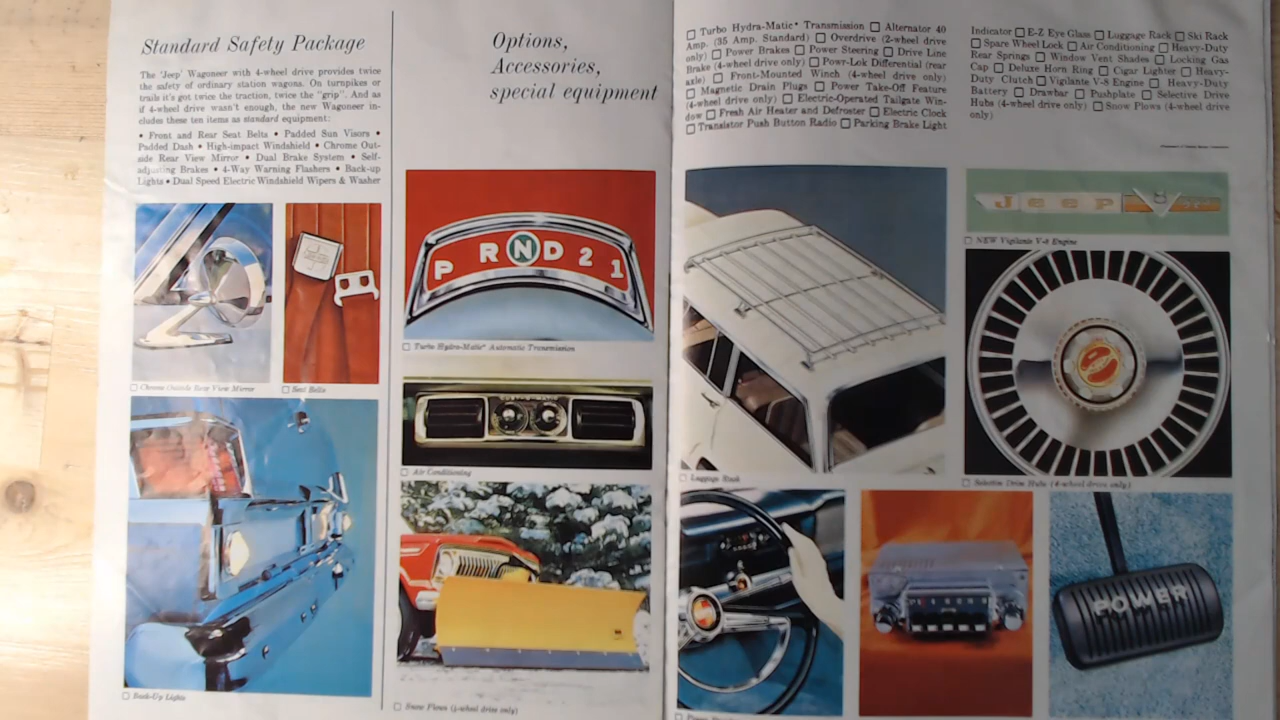 Standard Safety Package
The 'Jeep' Wagoneer with 4-wheel drive provides twice
the safety of ordinary station wagons. On turnpikes or
trails it's got twice the traction, twice the "grip". And as
if 4-wheel drive wasn't enough, the new Wagoneer in-
cludes these ten items as standard equipment:
• Front and Rear Seat Belts • Padded Sun Visors •
Padded Dash • High-impact Windshield • Chrome Out-
side Rear View Mirror • Dual Brake System • Self-
adjusting Brakes • 4-Way Warning Flashers • Back-up
Lights • Dual Speed Electric Windshield Wipers & Washer
☐ Chrome Outside Rear View Mirror
☐ Seat Belts
☐ Back-Up Lights
Options,
Accessories,
special equipment
P R N D 2 1
☐ Turbo Hydra-Matic* Automatic Transmission
☐ Air Conditioning
☐ Snow Plows (4-wheel drive only)
☐ Turbo Hydra-Matic* Transmission ☐ Alternator 40
Amp. (35 Amp. Standard) ☐ Overdrive (2-wheel drive
only) ☐ Power Brakes ☐ Power Steering ☐ Drive Line
Brake (4-wheel drive only) ☐ Powr-Lok Differential (rear
axle) ☐ Front-Mounted Winch (4-wheel drive only)
☐ Magnetic Drain Plugs ☐ Power Take-Off Feature
(4-wheel drive only) ☐ Electric-Operated Tailgate Win-
dow ☐ Fresh Air Heater and Defroster ☐ Electric Clock
☐ Transistor Push Button Radio ☐ Parking Brake Light
Indicator ☐ E-Z Eye Glass ☐ Luggage Rack ☐ Ski Rack
☐ Spare Wheel Lock ☐ Air Conditioning ☐ Heavy-Duty
Rear Springs ☐ Window Vent Shades ☐ Locking Gas
Cap ☐ Deluxe Horn Ring ☐ Cigar Lighter ☐ Heavy-
Duty Clutch ☐ Vigilante V-8 Engine ☐ Heavy-Duty
Battery ☐ Drawbar ☐ Pushplate ☐ Selective Drive
Hubs (4-wheel drive only) ☐ Snow Plows (4-wheel drive
only)
☐ Luggage Rack
JEEP V8
☐ NEW Vigilante V-8 Engine
☐ Selective Drive Hubs (4-wheel drive only)
POWER